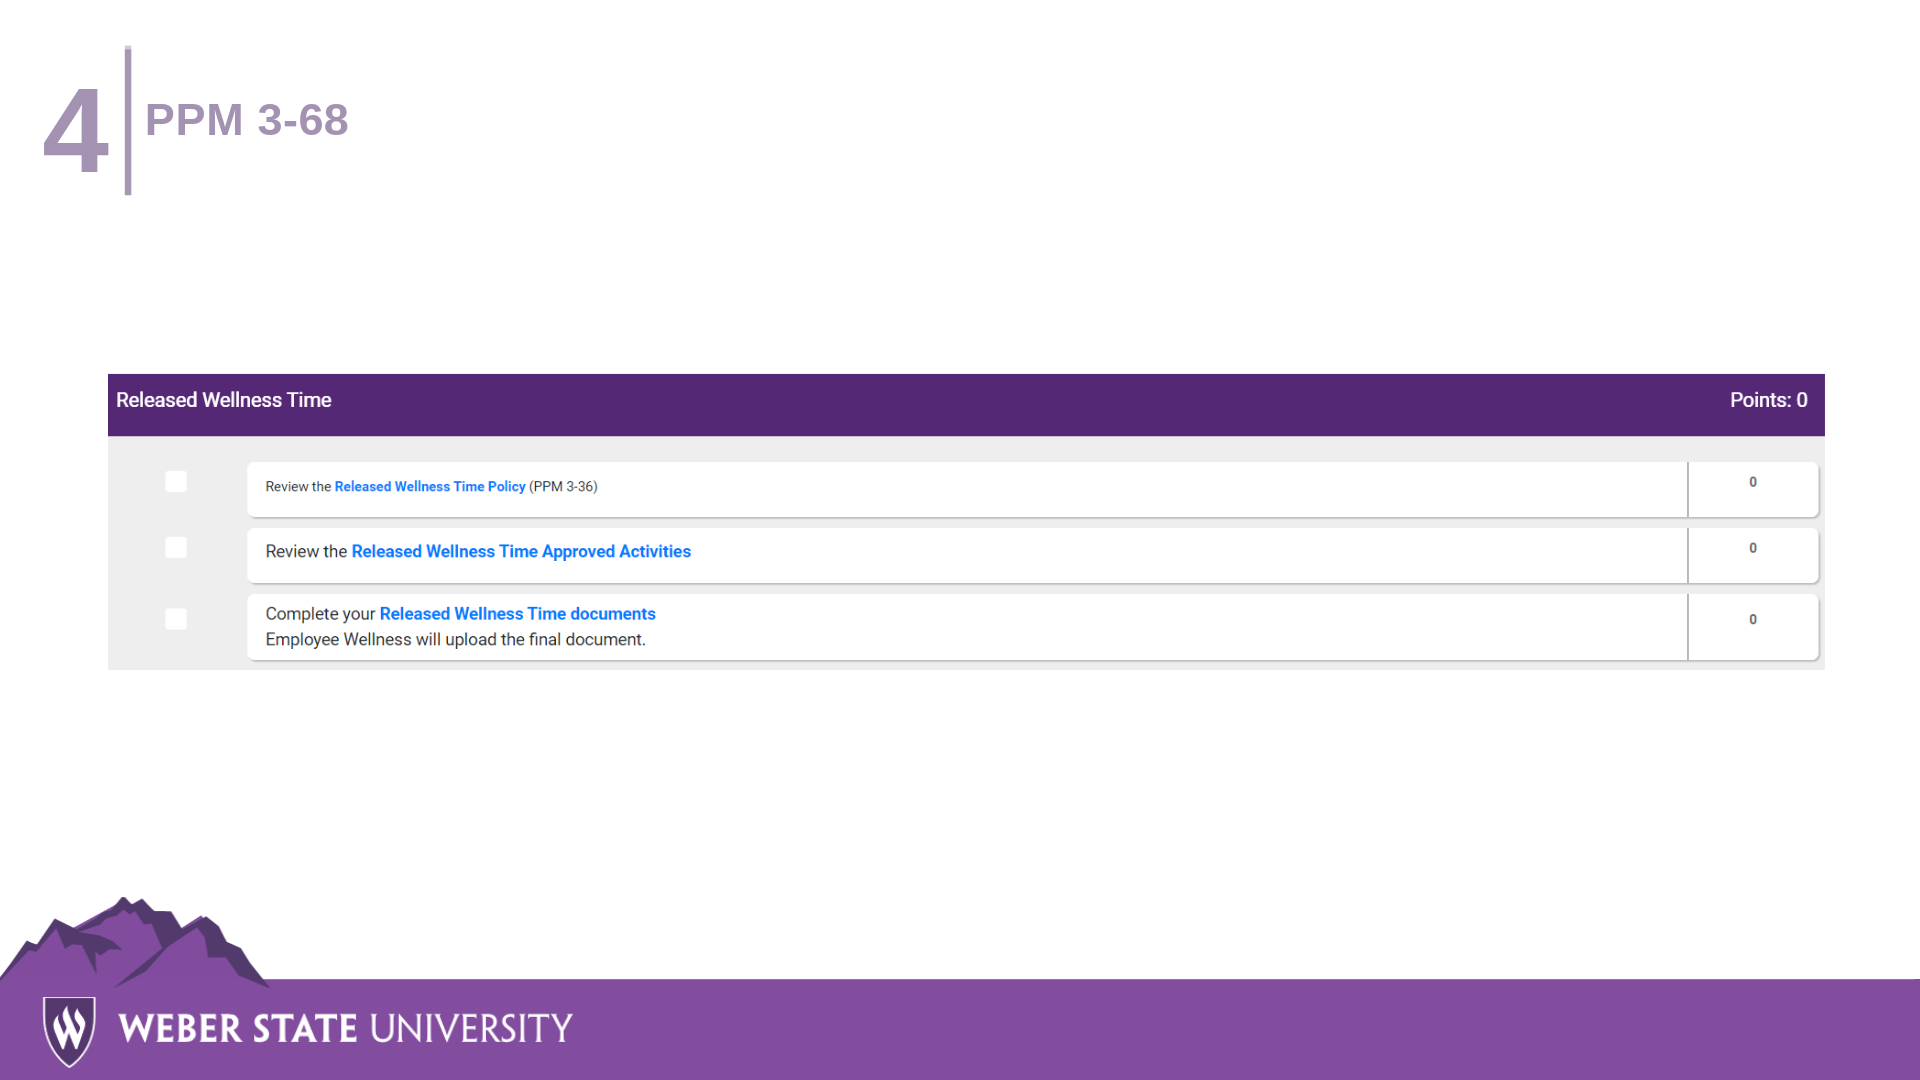 4
PPM 3-68
Released Wellness Time Points: 0
Review the Released Wellness Time Policy (PPM 3-36) 0
Review the Released Wellness Time Approved Activities 0
Complete your Released Wellness Time documents 0
Employee Wellness will upload the final document.
W WEBER STATE UNIVERSITY